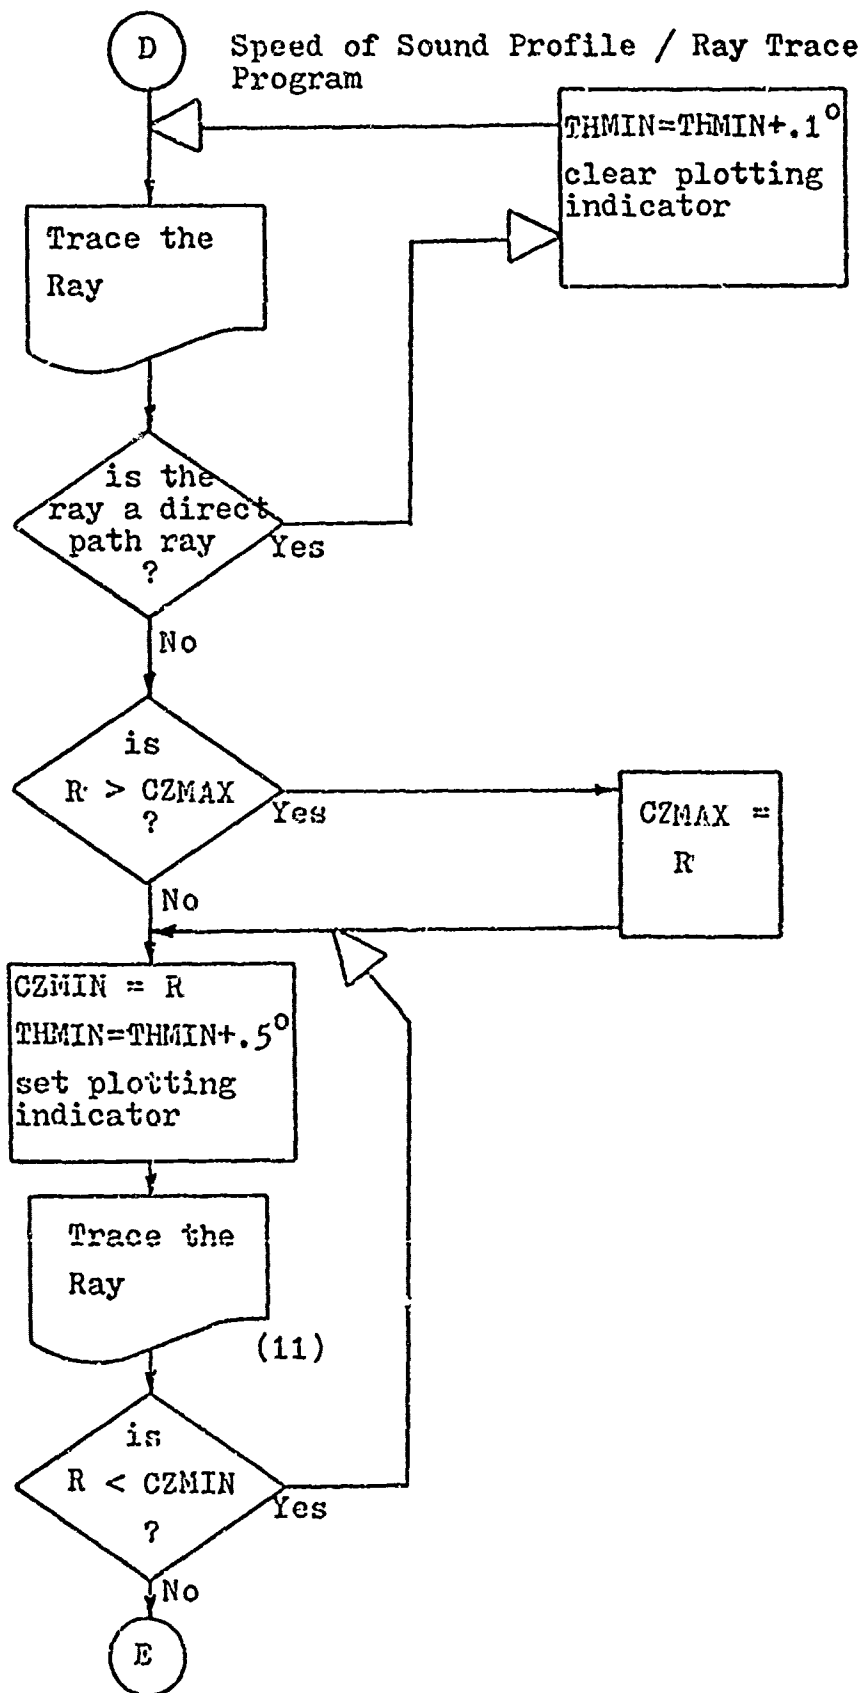 D
Speed of Sound Profile / Ray Trace
Program
THMIN=THMIN+.1°
clear plotting
indicator
Trace the
Ray
is the
ray a direct
path ray
?
Yes
No
is
R > CZMAX
?
Yes
CZMAX =
R
No
CZMIN = R
THMIN=THMIN+.5°
set plotting
indicator
Trace the
Ray
(11)
is
R < CZMIN
?
Yes
No
E